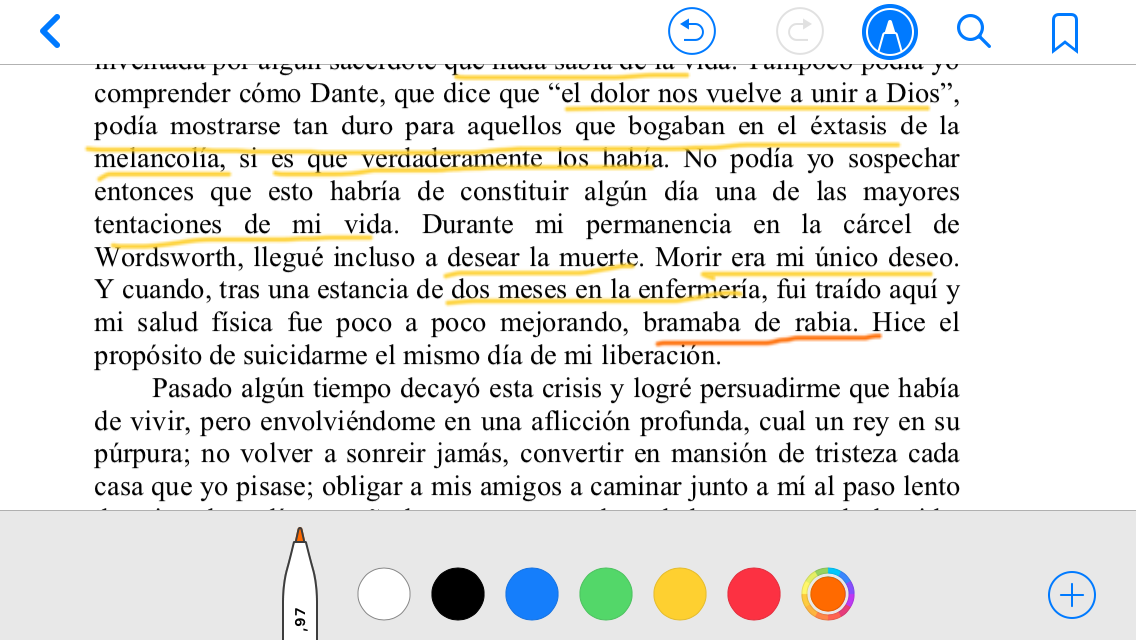 inventada por algún sacerdote que nada sabía de la vida. Tampoco podía yo
comprender cómo Dante, que dice que “el dolor nos vuelve a unir a Dios”,
podía mostrarse tan duro para aquellos que bogaban en el éxtasis de la
melancolía, si es que verdaderamente los había. No podía yo sospechar
entonces que esto habría de constituir algún día una de las mayores
tentaciones de mi vida. Durante mi permanencia en la cárcel de
Wordsworth, llegué incluso a desear la muerte. Morir era mi único deseo.
Y cuando, tras una estancia de dos meses en la enfermería, fui traído aquí y
mi salud física fue poco a poco mejorando, bramaba de rabia. Hice el
propósito de suicidarme el mismo día de mi liberación.
Pasado algún tiempo decayó esta crisis y logré persuadirme que había
de vivir, pero envolviéndome en una aflicción profunda, cual un rey en su
púrpura; no volver a sonreir jamás, convertir en mansión de tristeza cada
casa que yo pisase; obligar a mis amigos a caminar junto a mí al paso lento
,97